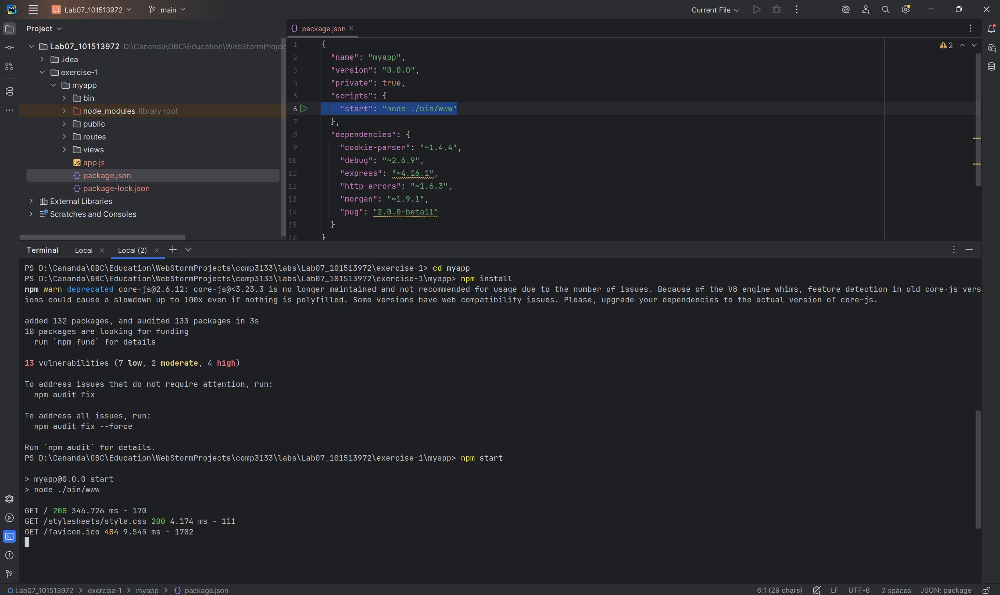 WS L1 Lab07_101513972 main Current File
Project
Lab07_101513972 D:\Cananda\GBC\Education\WebStormProjec
.idea
exercise-1
myapp
bin
node_modules library root
public
routes
views
JS app.js
{} package.json
{} package-lock.json
External Libraries
Scratches and Consoles
{} package.json
2
1 {
2 "name": "myapp",
3 "version": "0.0.0",
4 "private": true,
5 "scripts": {
6 "start": "node ./bin/www"
7 },
8 "dependencies": {
9 "cookie-parser": "~1.4.4",
10 "debug": "~2.6.9",
11 "express": "~4.16.1",
12 "http-errors": "~1.6.3",
13 "morgan": "~1.9.1",
14 "pug": "2.0.0-beta11"
15 }
16 }
Terminal Local Local (2)
PS D:\Cananda\GBC\Education\WebStormProjects\comp3133\labs\Lab07_101513972\exercise-1> cd myapp
PS D:\Cananda\GBC\Education\WebStormProjects\comp3133\labs\Lab07_101513972\exercise-1\myapp> npm install
npm warn deprecated core-js@2.6.12: core-js@<3.23.3 is no longer maintained and not recommended for usage due to the number of issues. Because of the V8 engine whims, feature detection in old core-js vers
ions could cause a slowdown up to 100x even if nothing is polyfilled. Some versions have web compatibility issues. Please, upgrade your dependencies to the actual version of core-js.
added 132 packages, and audited 133 packages in 3s
10 packages are looking for funding
run `npm fund` for details
13 vulnerabilities (7 low, 2 moderate, 4 high)
To address issues that do not require attention, run:
npm audit fix
To address all issues, run:
npm audit fix --force
Run `npm audit` for details.
PS D:\Cananda\GBC\Education\WebStormProjects\comp3133\labs\Lab07_101513972\exercise-1\myapp> npm start
> myapp@0.0.0 start
> node ./bin/www
GET / 200 346.726 ms - 170
GET /stylesheets/style.css 200 4.174 ms - 111
GET /favicon.ico 404 9.545 ms - 1702
Lab07_101513972 > exercise-1 > myapp > {} package.json 6:1 (29 chars) LF UTF-8 2 spaces JSON: package